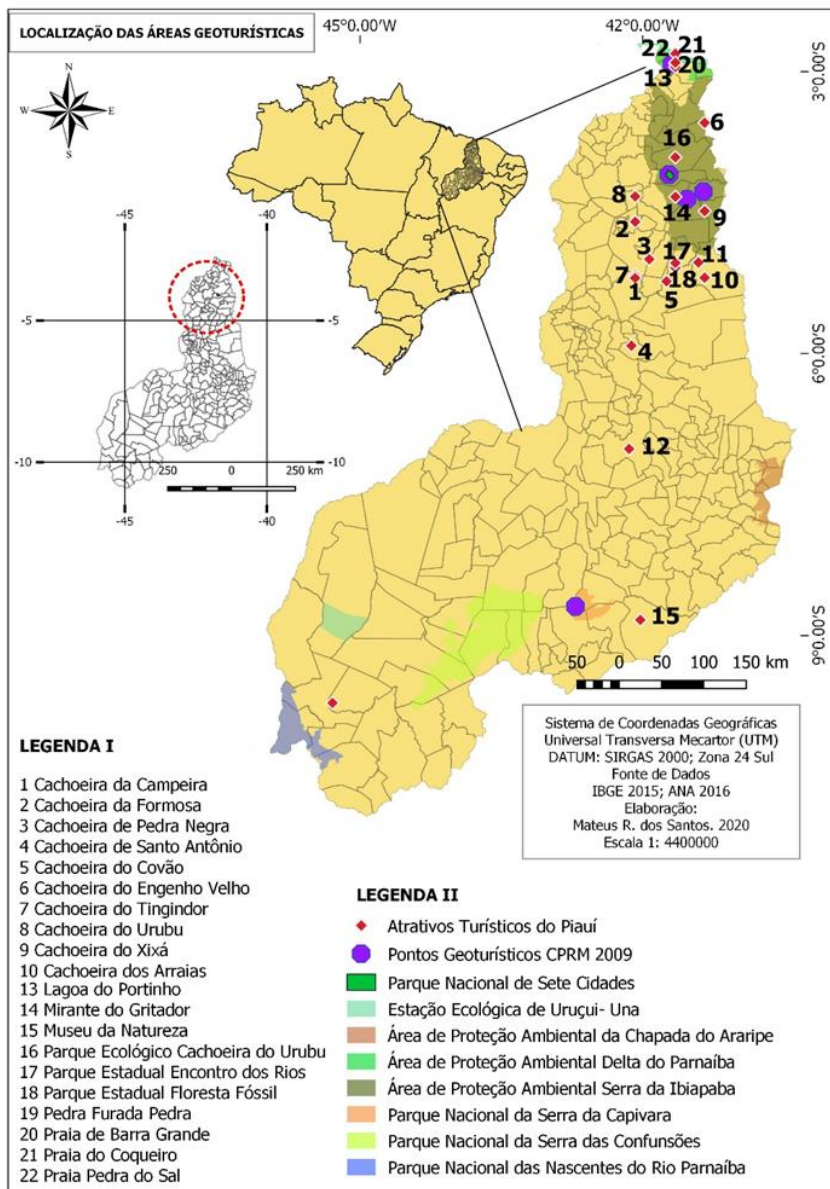 LOCALIZAÇÃO DAS ÁREAS GEOTURÍSTICAS
45°0.00'W
42°0.00'W
N
W
E
S
22
21
20
13
3°0.00'S
6
16
8
14
9
2
3
17
11
7
1
18
10
5
-45
-5
6°0.00'S
4
-10
250
0
250 km
-45
-40
12
15
9°0.00'S
50
0
50
100
150 km
Sistema de Coordenadas Geográficas
Universal Transversa Mecartor (UTM)
DATUM: SIRGAS 2000; Zona 24 Sul
Fonte de Dados
IBGE 2015; ANA 2016
Elaboração:
Mateus R. dos Santos. 2020
Escala 1: 4400000
LEGENDA I
1 Cachoeira da Campeira
2 Cachoeira da Formosa
3 Cachoeira de Pedra Negra
4 Cachoeira de Santo Antônio
5 Cachoeira do Covão
6 Cachoeira do Engenho Velho
7 Cachoeira do Tingindor
8 Cachoeira do Urubu
9 Cachoeira do Xixá
10 Cachoeira dos Arraias
13 Lagoa do Portinho
14 Mirante do Gritador
15 Museu da Natureza
16 Parque Ecológico Cachoeira do Urubu
17 Parque Estadual Encontro dos Rios
18 Parque Estadual Floresta Fóssil
19 Pedra Furada Pedra
20 Praia de Barra Grande
21 Praia do Coqueiro
22 Praia Pedra do Sal
LEGENDA II
Atrativos Turísticos do Piauí
Pontos Geoturísticos CPRM 2009
Parque Nacional de Sete Cidades
Estação Ecológica de Uruçui- Una
Área de Proteção Ambiental da Chapada do Araripe
Área de Proteção Ambiental Delta do Parnaíba
Área de Proteção Ambiental Serra da Ibiapaba
Parque Nacional da Serra da Capivara
Parque Nacional da Serra das Confunsões
Parque Nacional das Nascentes do Rio Parnaíba